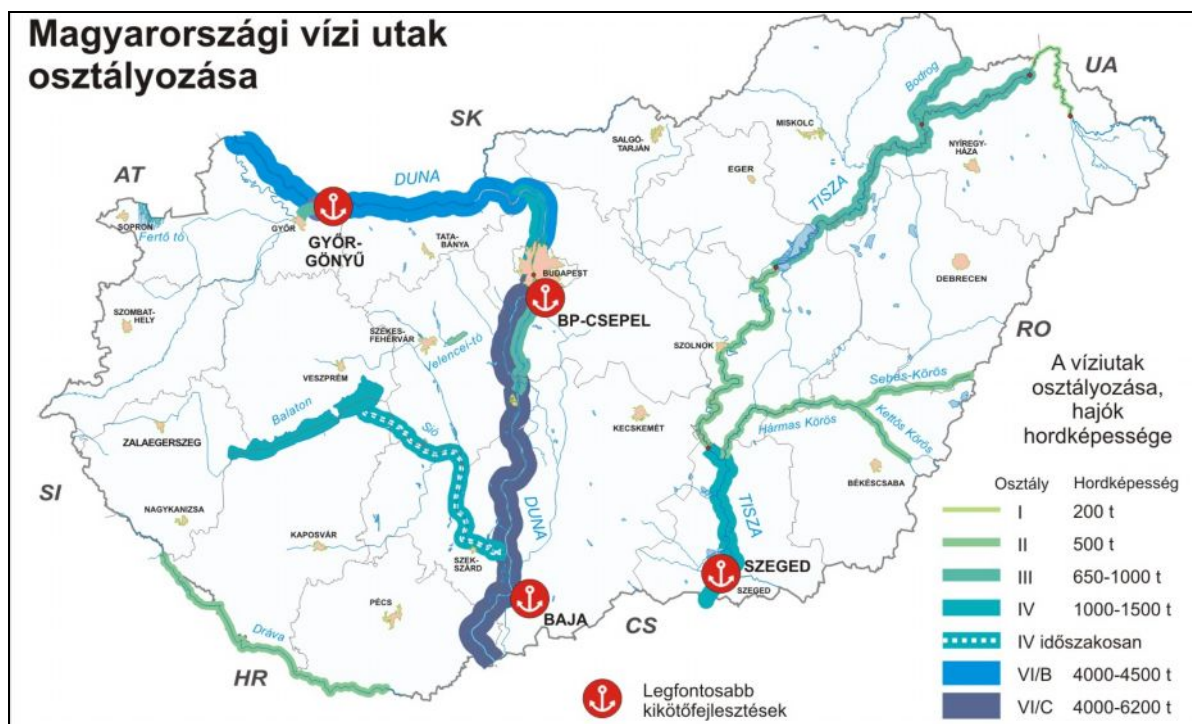 Magyarországi vízi utak
osztályozása
UA
SK
AT
Bodrog
SALGÓ-
TARJÁN
MISKOLC
NYÍREGY-
HÁZA
EGER
DUNA
TISZA
SOPRON
Fertő tó
GYŐR
GYŐR-
GÖNYŰ
TATA-
BÁNYA
BUDAPEST
DEBRECEN
BP-CSEPEL
SZOMBAT-
HELY
SZÉKES-
FEHÉRVÁR
Velencei-tó
SZOLNOK
RO
VESZPRÉM
Balaton
Sió
Sebes-Körös
Hármas Körös
Kettős Körös
KECSKEMÉT
ZALAEGERSZEG
BÉKÉSCSABA
SI
DUNA
TISZA
NAGYKANIZSA
KAPOSVÁR
SZEK-
SZÁRD
SZEGED
SZEGED
PÉCS
BAJA
CS
Dráva
HR
Legfontosabb
kikötőfejlesztések
A víziutak
osztályozása,
hajók
hordképessége
Osztály Hordképesség
I 200 t
II 500 t
III 650-1000 t
IV 1000-1500 t
IV időszakosan
VI/B 4000-4500 t
VI/C 4000-6200 t